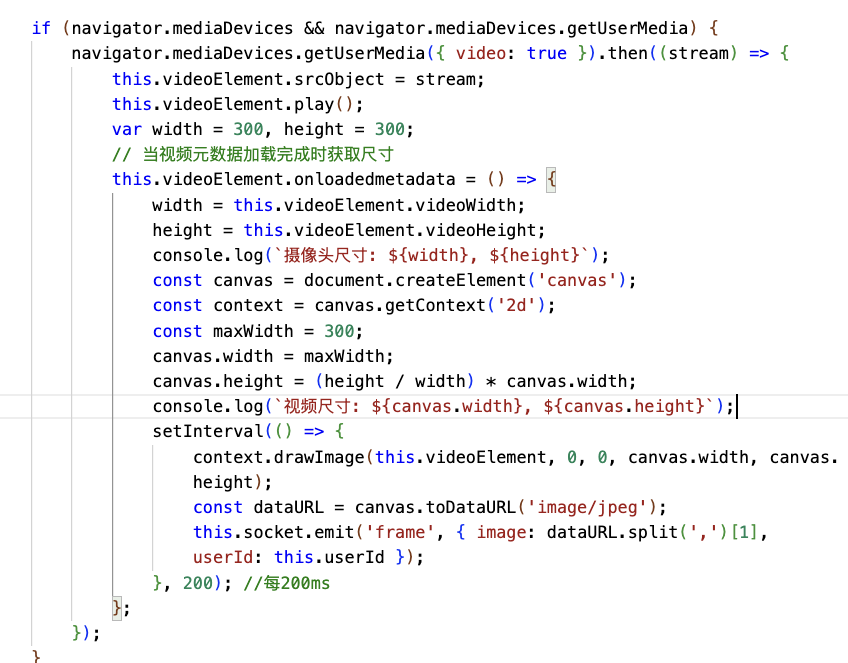 if (navigator.mediaDevices && navigator.mediaDevices.getUserMedia) {
    navigator.mediaDevices.getUserMedia({ video: true }).then((stream) => {
        this.videoElement.srcObject = stream;
        this.videoElement.play();
        var width = 300, height = 300;
        // 当视频元数据加载完成时获取尺寸
        this.videoElement.onloadedmetadata = () => {
            width = this.videoElement.videoWidth;
            height = this.videoElement.videoHeight;
            console.log(`摄像头尺寸: ${width}, ${height}`);
            const canvas = document.createElement('canvas');
            const context = canvas.getContext('2d');
            const maxWidth = 300;
            canvas.width = maxWidth;
            canvas.height = (height / width) * canvas.width;
            console.log(`视频尺寸: ${canvas.width}, ${canvas.height}`);
            setInterval(() => {
                context.drawImage(this.videoElement, 0, 0, canvas.width, canvas.
                height);
                const dataURL = canvas.toDataURL('image/jpeg');
                this.socket.emit('frame', { image: dataURL.split(',')[1],
                userId: this.userId });
            }, 200); //每200ms
        };
    });
}